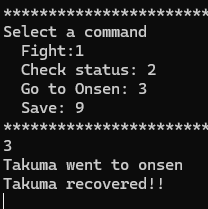 ***********************
Select a command
  Fight:1
  Check status: 2
  Go to Onsen: 3
  Save: 9
***********************
3
Takuma went to onsen
Takuma recovered!!